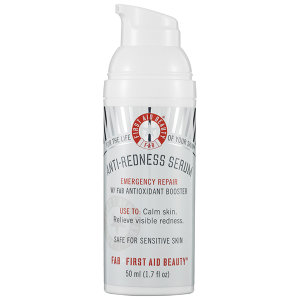 FIRST AID BEAUTY
FAB
FOR THE LIFE OF YOUR SKIN
ANTI-REDNESS SERUM
EMERGENCY REPAIR
W/ FAB ANTIOXIDANT BOOSTER
USE TO: Calm skin.
Relieve visible redness.
SAFE FOR SENSITIVE SKIN
FAB FIRST AID BEAUTY
50 ml (1.7 fl oz)